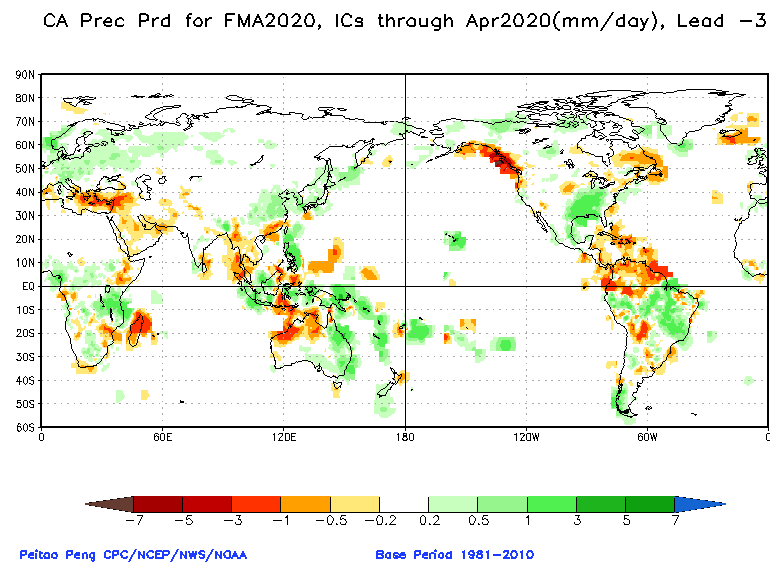 CA Prec Prd for FMA2020, ICs through Apr2020(mm/day), Lead -3
90N
80N
70N
60N
50N
40N
30N
20N
10N
EQ
10S
20S
30S
40S
50S
60S
0 60E 120E 180 120W 60W 0
-7 -5 -3 -1 -0.5 -0.2 0.2 0.5 1 3 5 7
Peitao Peng CPC/NCEP/NWS/NOAA Base Period 1981-2010